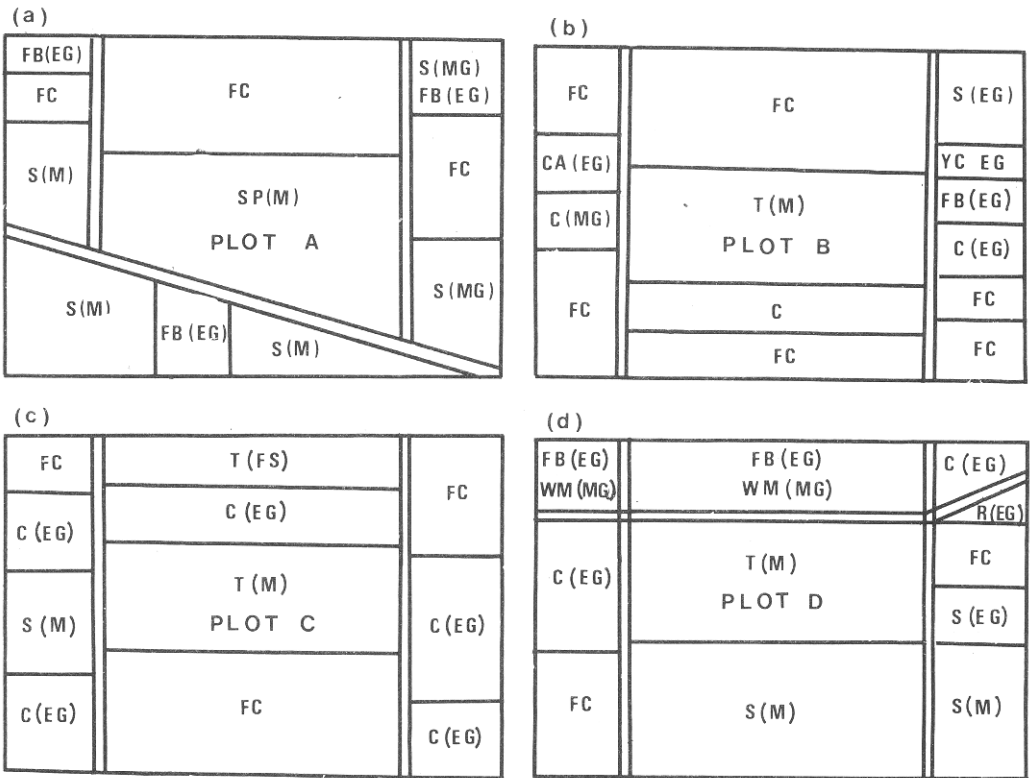 (a)
FB(EG)
FC
S(M)
FC
SP(M)
PLOT A
S(MG)
FB(EG)
FC
S(MG)
S(M)
FB(EG)
S(M)
(b)
FC
CA(EG)
C(MG)
FC
FC
T(M)
PLOT B
C
FC
S(EG)
YC EG
FB(EG)
C(EG)
FC
FC
(c)
FC
C(EG)
S(M)
C(EG)
T(FS)
C(EG)
T(M)
PLOT C
FC
FC
C(EG)
C(EG)
(d)
FB(EG)
WM(MG)
C(EG)
FC
FB(EG)
WM(MG)
T(M)
PLOT D
S(M)
C(EG)
R(EG)
FC
S(EG)
S(M)